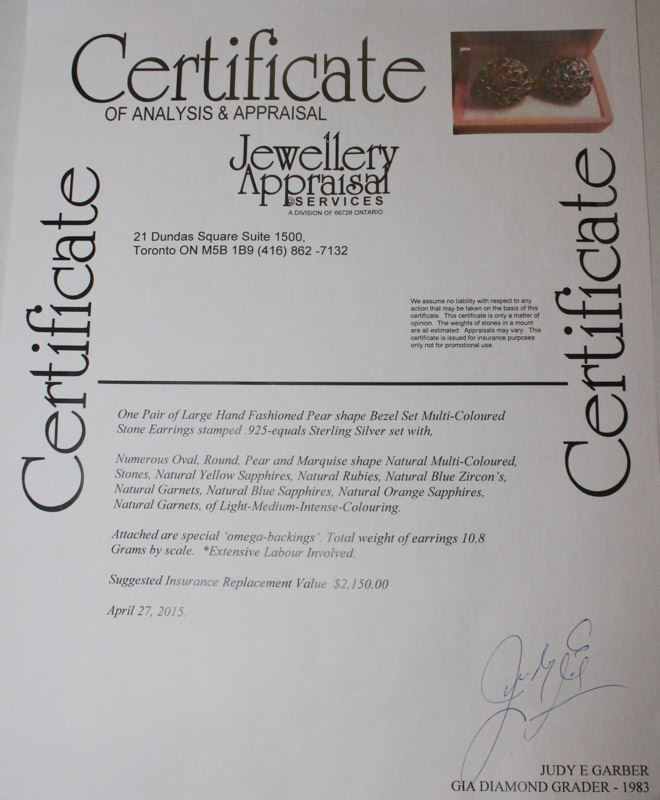 Certificate
OF ANALYSIS & APPRAISAL
Jewellery
Appraisal
SERVICES
A DIVISION OF 66728 ONTARIO
21 Dundas Square Suite 1500,
Toronto ON M5B 1B9 (416) 862 -7132
Certificate
Certificate
We assume no liability with respect to any
action that may be taken on the basis of this
certificate. This certificate is only a matter of
opinion. The weights of stones in a mount
are all estimated. Appraisals may vary. This
certificate is issued for insurance purposes
only not for promotional use.
One Pair of Large Hand Fashioned Pear shape Bezel Set Multi-Coloured
Stone Earrings stamped .925-equals Sterling Silver set with,
Numerous Oval, Round, Pear and Marquise shape Natural Multi-Coloured,
Stones, Natural Yellow Sapphires, Natural Rubies, Natural Blue Zircon's,
Natural Garnets, Natural Blue Sapphires, Natural Orange Sapphires,
Natural Garnets, of Light-Medium-Intense-Colouring.
Attached are special 'omega-backings'. Total weight of earrings 10.8
Grams by scale. *Extensive Labour Involved.
Suggested Insurance Replacement Value $2,150.00
April 27, 2015.
JUDY E GARBER
GIA DIAMOND GRADER - 1983